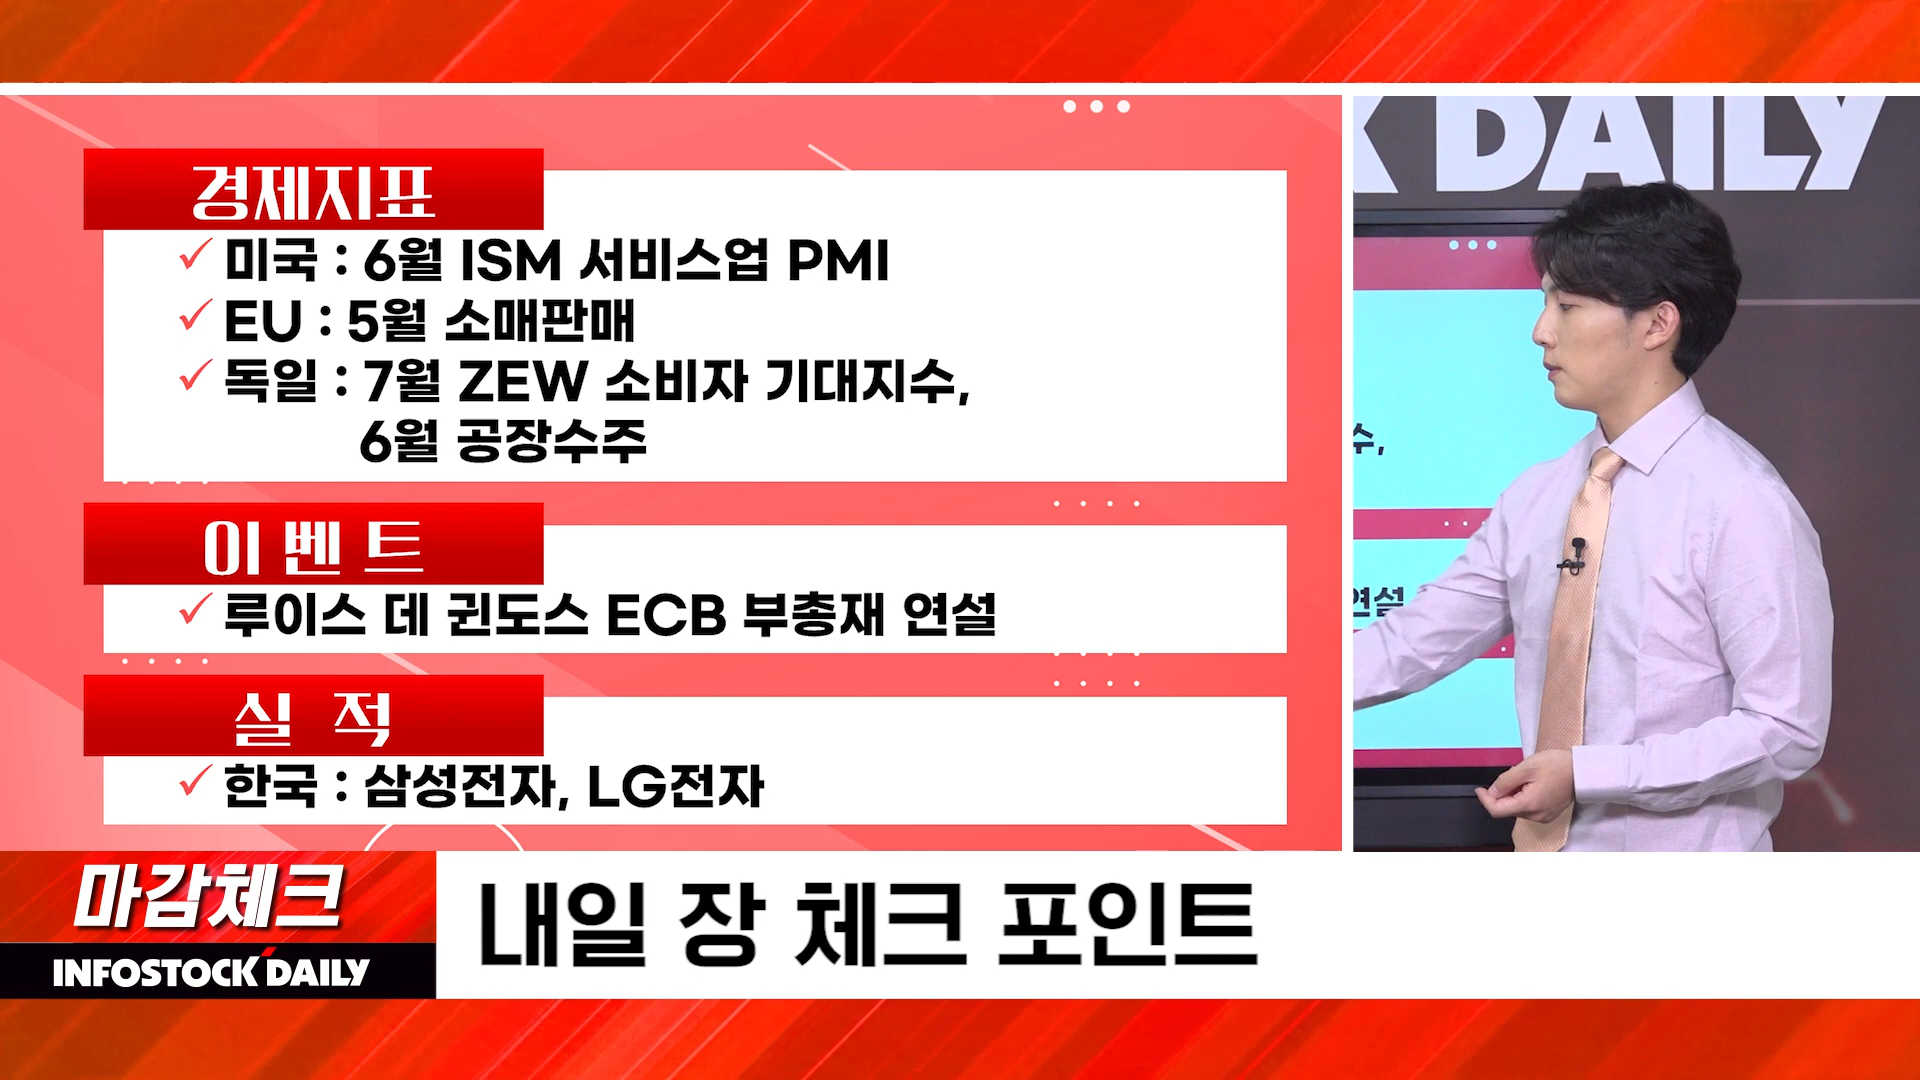 경제지표
미국 : 6월 ISM 서비스업 PMI
EU : 5월 소매판매
독일 : 7월 ZEW 소비자 기대지수,
6월 공장수주
이벤트
루이스 데 귄도스 ECB 부총재 연설
실 적
한국 : 삼성전자, LG전자
K DAILY
수,
연설
마감체크
INFOSTOCK DAILY
내일 장 체크 포인트